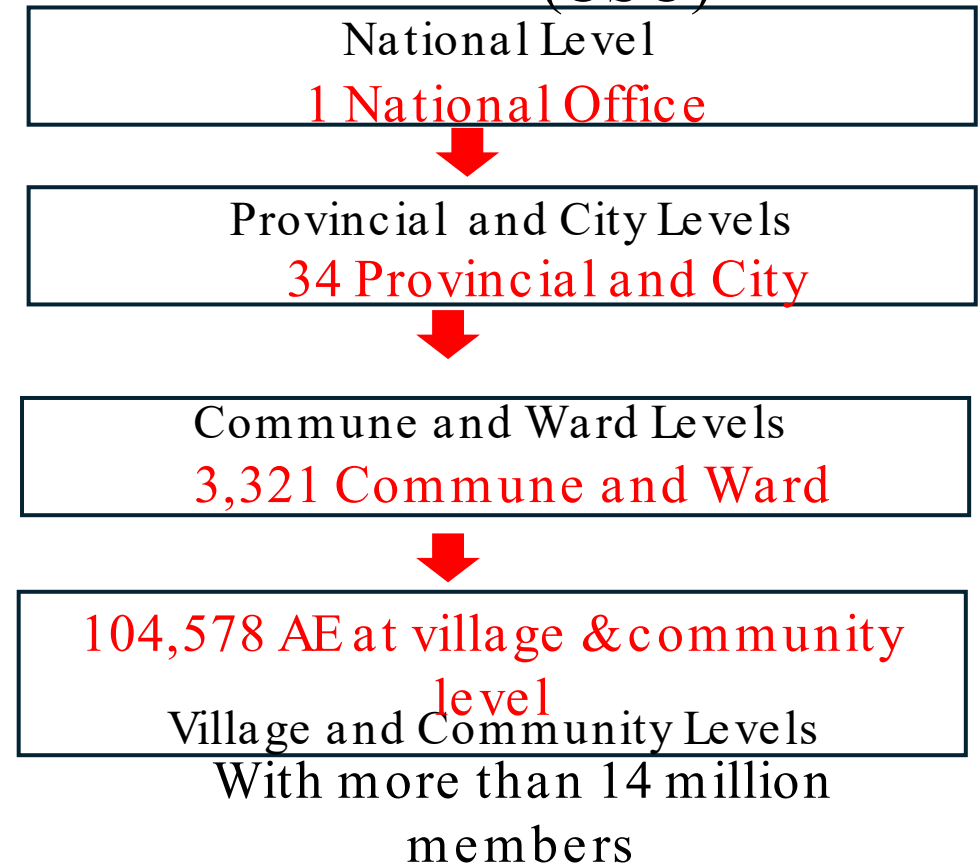 National Level
1 National Office
Provincial and City Levels
34 Provincial and City
Commune and Ward Levels
3,321 Commune and Ward
104,578 AE at village & community
level
Village and Community Levels
With more than 14 million
members